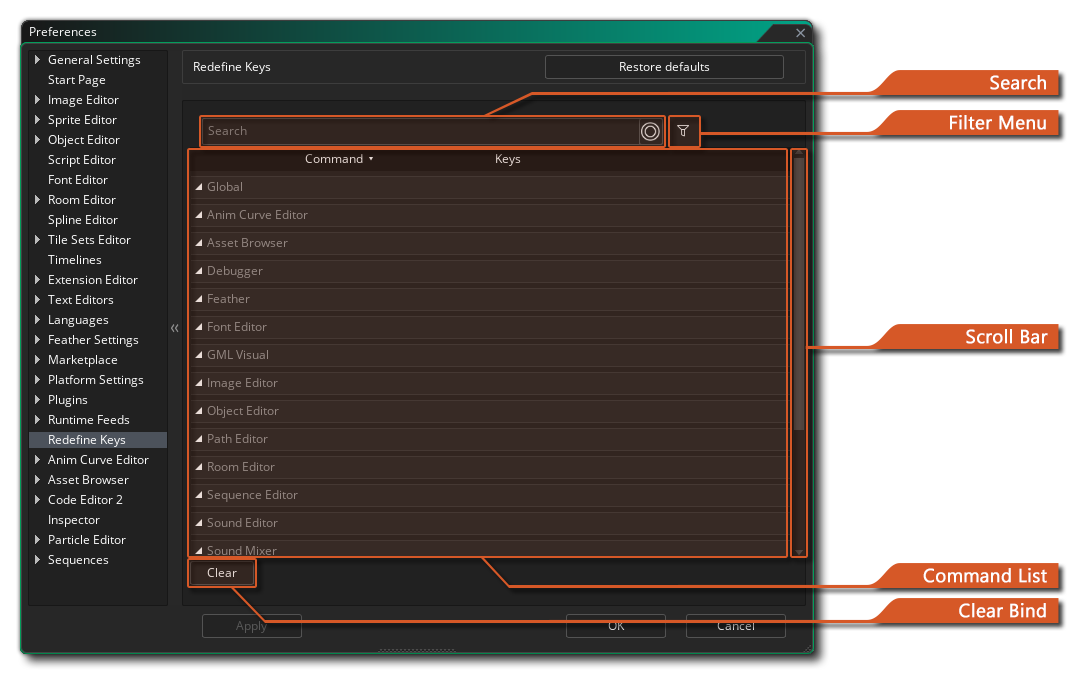 Preferences
General Settings
Start Page
Image Editor
Sprite Editor
Object Editor
Script Editor
Font Editor
Room Editor
Spline Editor
Tile Sets Editor
Timelines
Extension Editor
Text Editors
Languages
Feather Settings
Marketplace
Platform Settings
Plugins
Runtime Feeds
Redefine Keys
Anim Curve Editor
Asset Browser
Code Editor 2
Inspector
Particle Editor
Sequences
Redefine Keys
Restore defaults
Search
Command Keys
Global
Anim Curve Editor
Asset Browser
Debugger
Feather
Font Editor
GML Visual
Image Editor
Object Editor
Path Editor
Room Editor
Sequence Editor
Sound Editor
Sound Mixer
Clear
Apply
OK
Cancel
Search
Filter Menu
Scroll Bar
Command List
Clear Bind